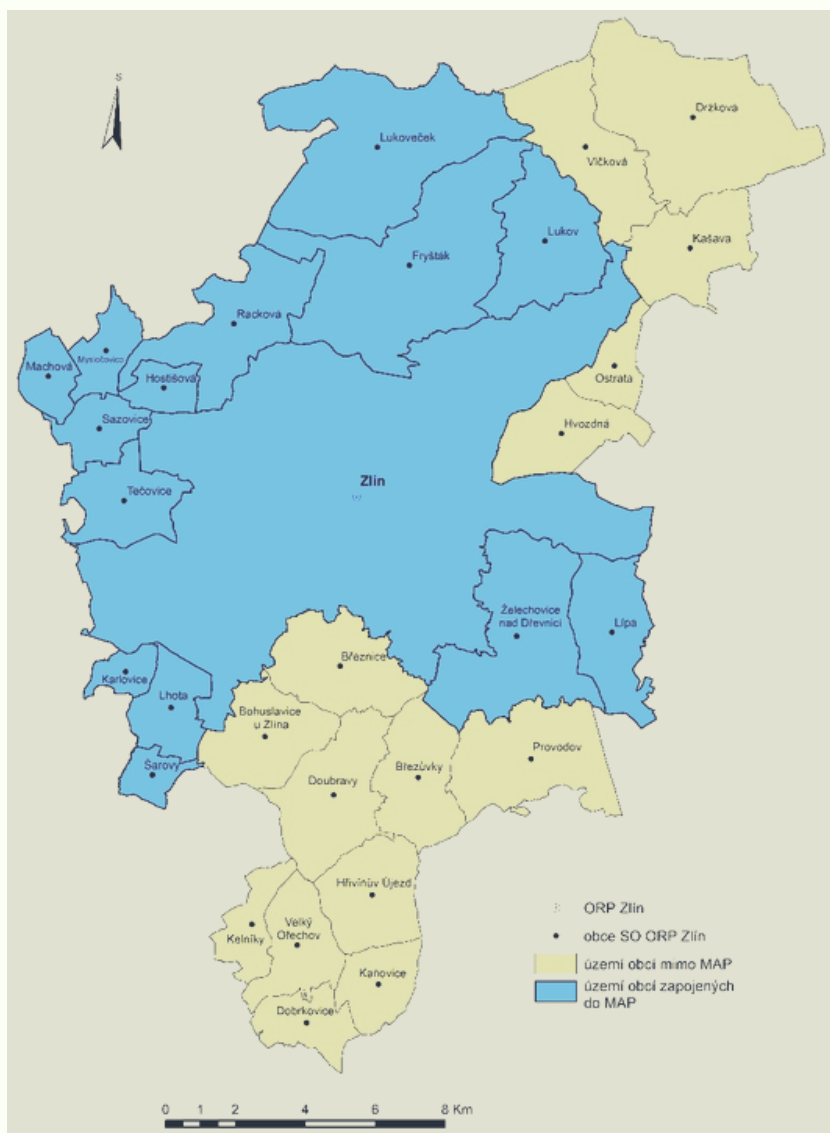 S
Držková
Lukoveček
Vlčková
Lukov
Kašava
Fryšták
Racková
Mysločovice
Machová
Ostrata
Hostišová
Sazovice
Hvozdná
Zlín
Tečovice
Želechovice
nad Dřevnicí
Lípa
Březnice
Karlovice
Lhota
Bohuslavice
u Zlína
Provodov
Březůvky
Šarovy
Doubravy
Hřivínův Újezd
Velký
Ořechov
Kelníky
Kaňovice
Dobrkovice
ORP Zlín
obce SO ORP Zlín
území obcí mimo MAP
území obcí zapojených
do MAP
0 1 2 4 6 8 Km